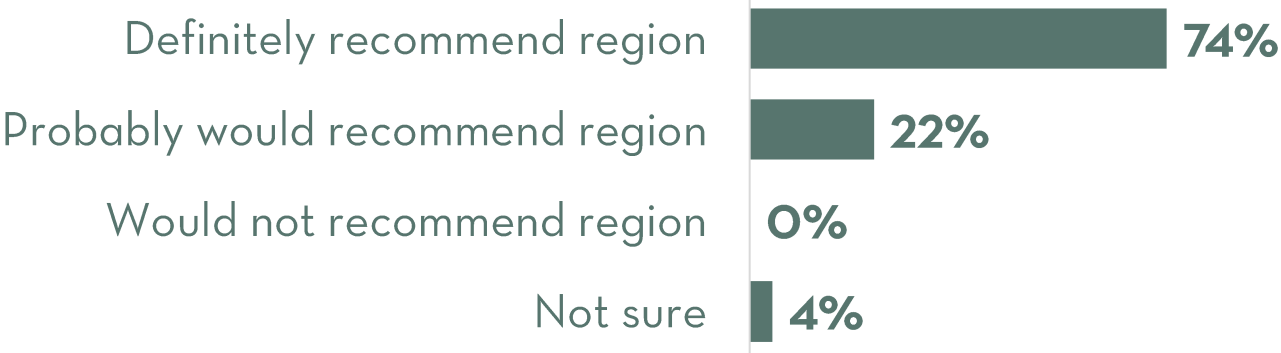 Definitely recommend region 74%
Probably would recommend region 22%
Would not recommend region 0%
Not sure 4%